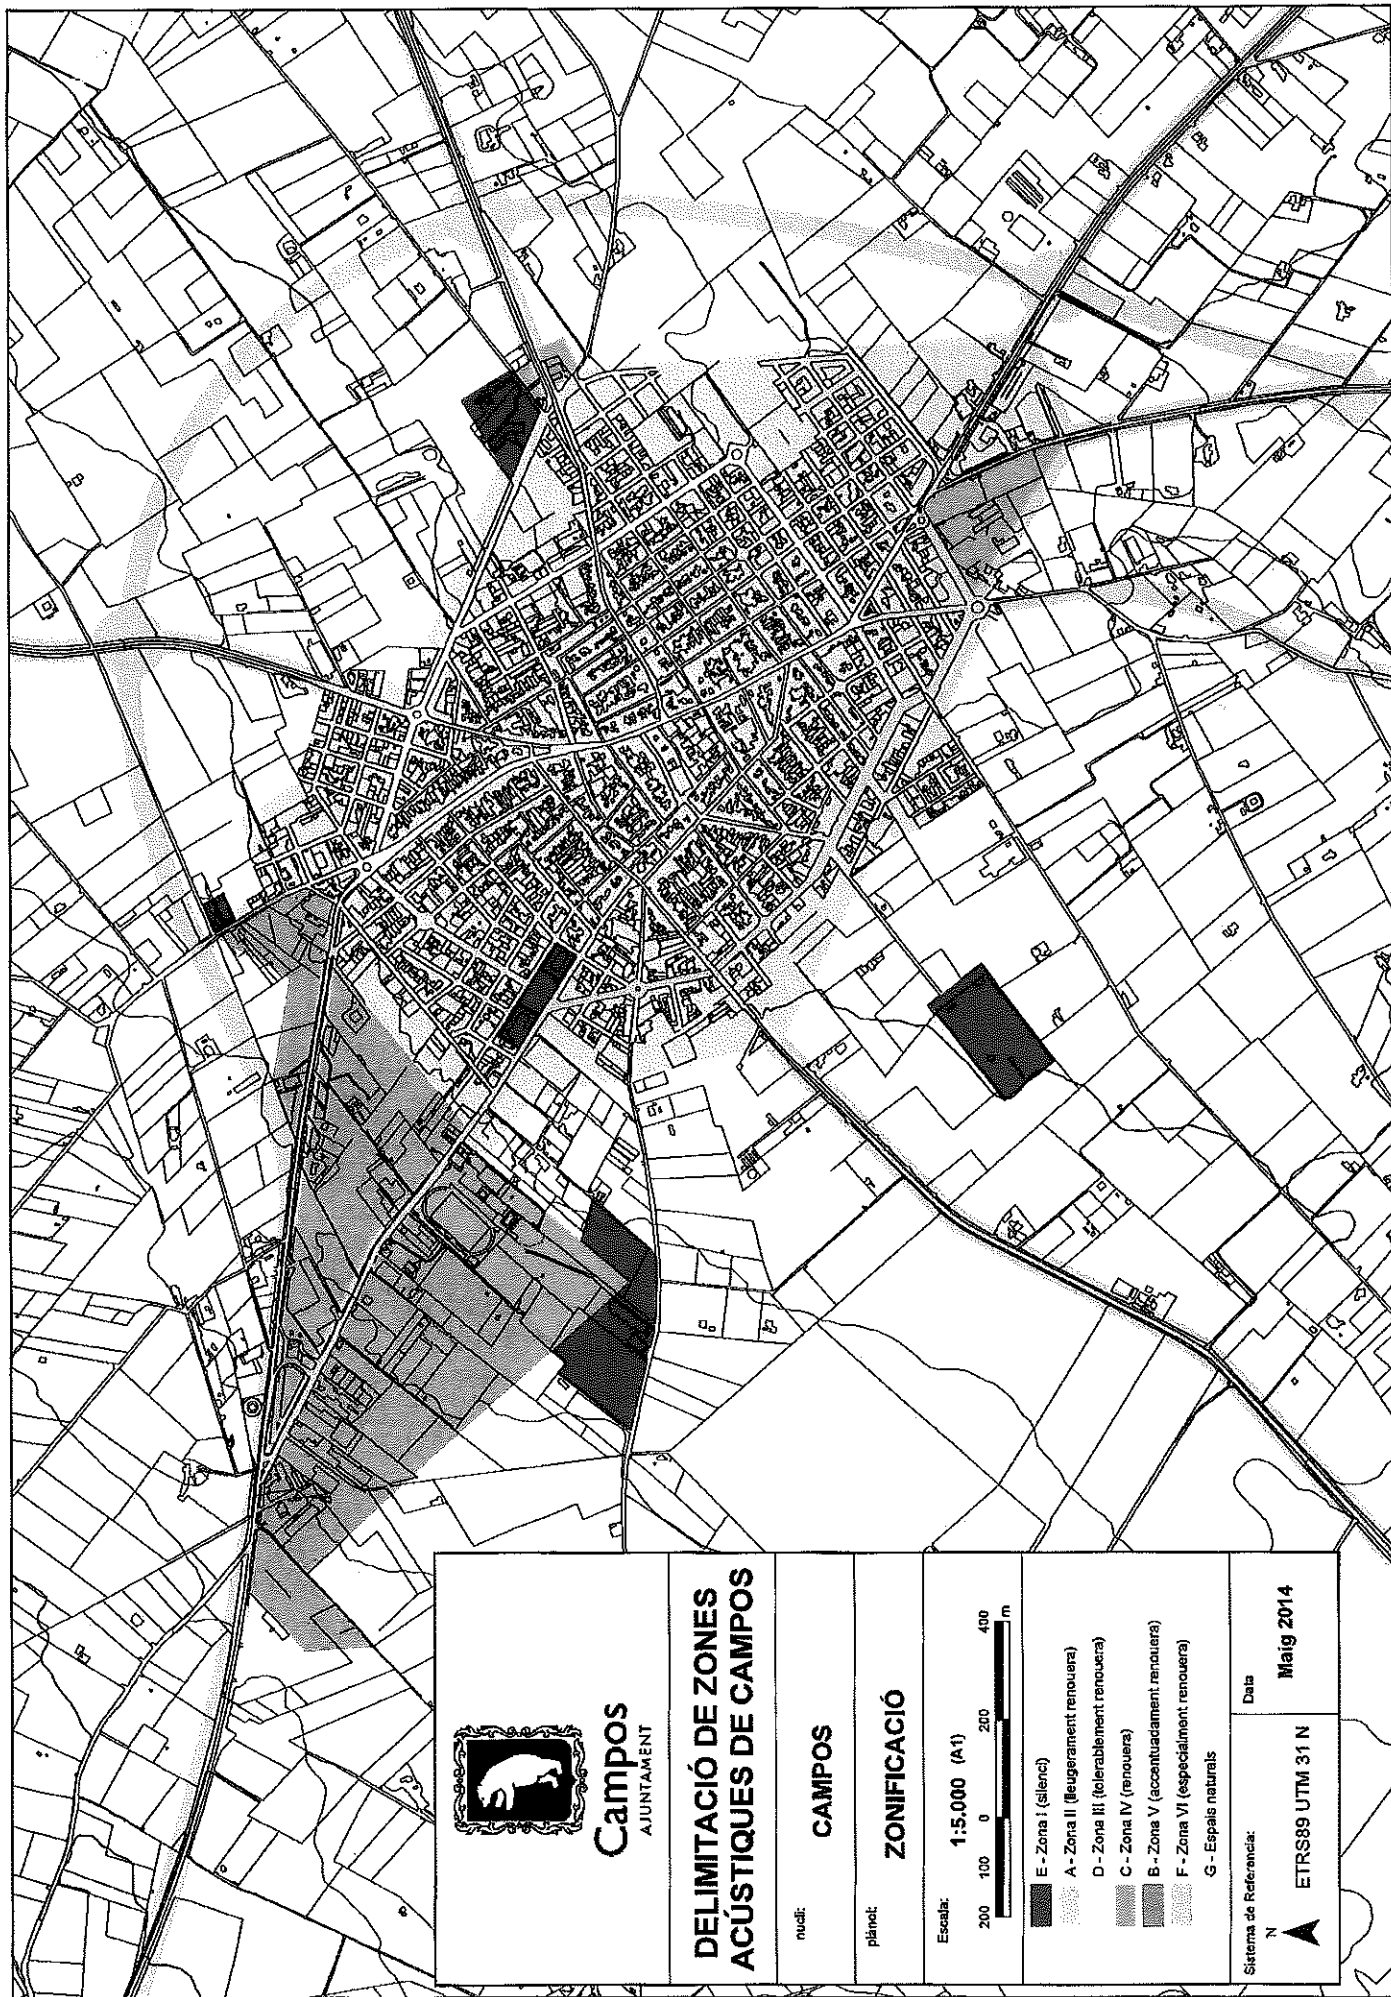 Campos
AJUNTAMENT
DELIMITACIÓ DE ZONES
ACÚSTIQUES DE CAMPOS
nucli:
CAMPOS
plànol:
ZONIFICACIÓ
Escala:
1:5.000 (A1)
200 100 0 200 400
m
E - Zona I (silenci)
A - Zona II (lleugerament renouera)
D - Zona III (tolerablement renouera)
C - Zona IV (renouera)
B - Zona V (accentuadament renouera)
F - Zona VI (especialment renouera)
G - Espais naturals
Sistema de Referencia:
N
ETRS89 UTM 31 N
Data
Maig 2014